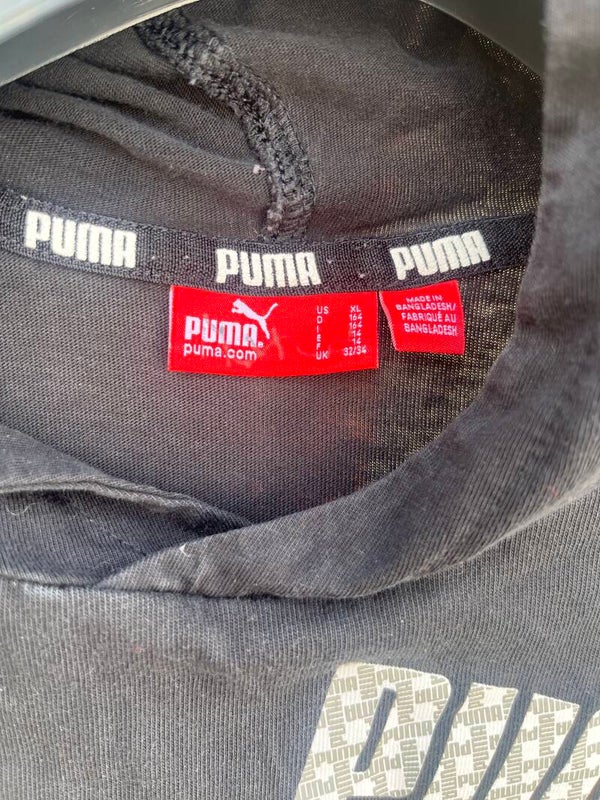 PUMA PUMA PUMA
PUMA
puma.com
US XL
D 164
I 164
E 14
F 14
UK 32/34
MADE IN
BANGLADESH/
FABRIQUÉ AU
BANGLADESH